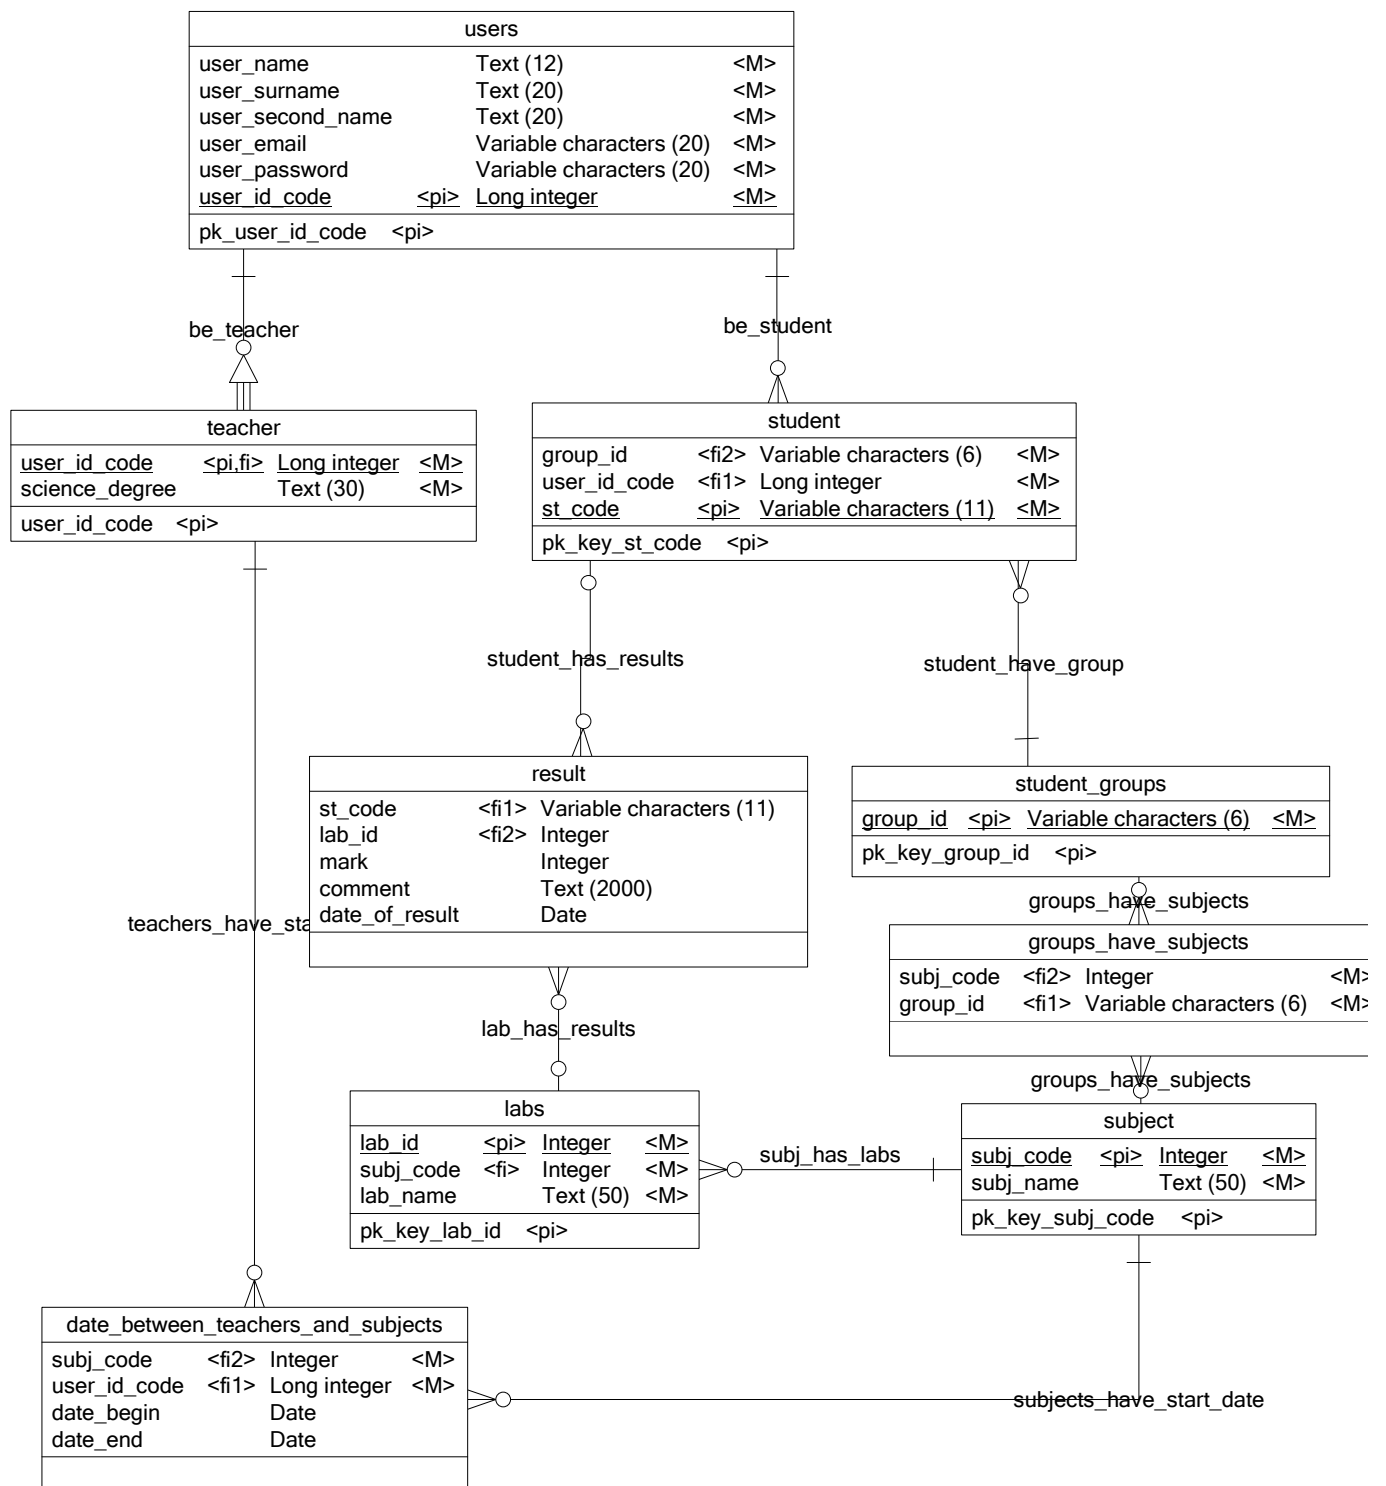 users
user_name Text (12) <M>
user_surname Text (20) <M>
user_second_name Text (20) <M>
user_email Variable characters (20) <M>
user_password Variable characters (20) <M>
user_id_code <pi> Long integer <M>
pk_user_id_code <pi>
be_teacher
be_student
teacher
user_id_code <pi,fi> Long integer <M>
science_degree Text (30) <M>
user_id_code <pi>
student
group_id <fi2> Variable characters (6) <M>
user_id_code <fi1> Long integer <M>
st_code <pi> Variable characters (11) <M>
pk_key_st_code <pi>
student_has_results
student_have_group
result
st_code <fi1> Variable characters (11)
lab_id <fi2> Integer
mark Integer
comment Text (2000)
date_of_result Date
student_groups
group_id <pi> Variable characters (6) <M>
pk_key_group_id <pi>
teachers_have_sta
groups_have_subjects
groups_have_subjects
subj_code <fi2> Integer <M>
group_id <fi1> Variable characters (6) <M>
lab_has_results
groups_have_subjects
labs
lab_id <pi> Integer <M>
subj_code <fi> Integer <M>
lab_name Text (50) <M>
pk_key_lab_id <pi>
subj_has_labs
subject
subj_code <pi> Integer <M>
subj_name Text (50) <M>
pk_key_subj_code <pi>
date_between_teachers_and_subjects
subj_code <fi2> Integer <M>
user_id_code <fi1> Long integer <M>
date_begin Date
date_end Date
subjects_have_start_date